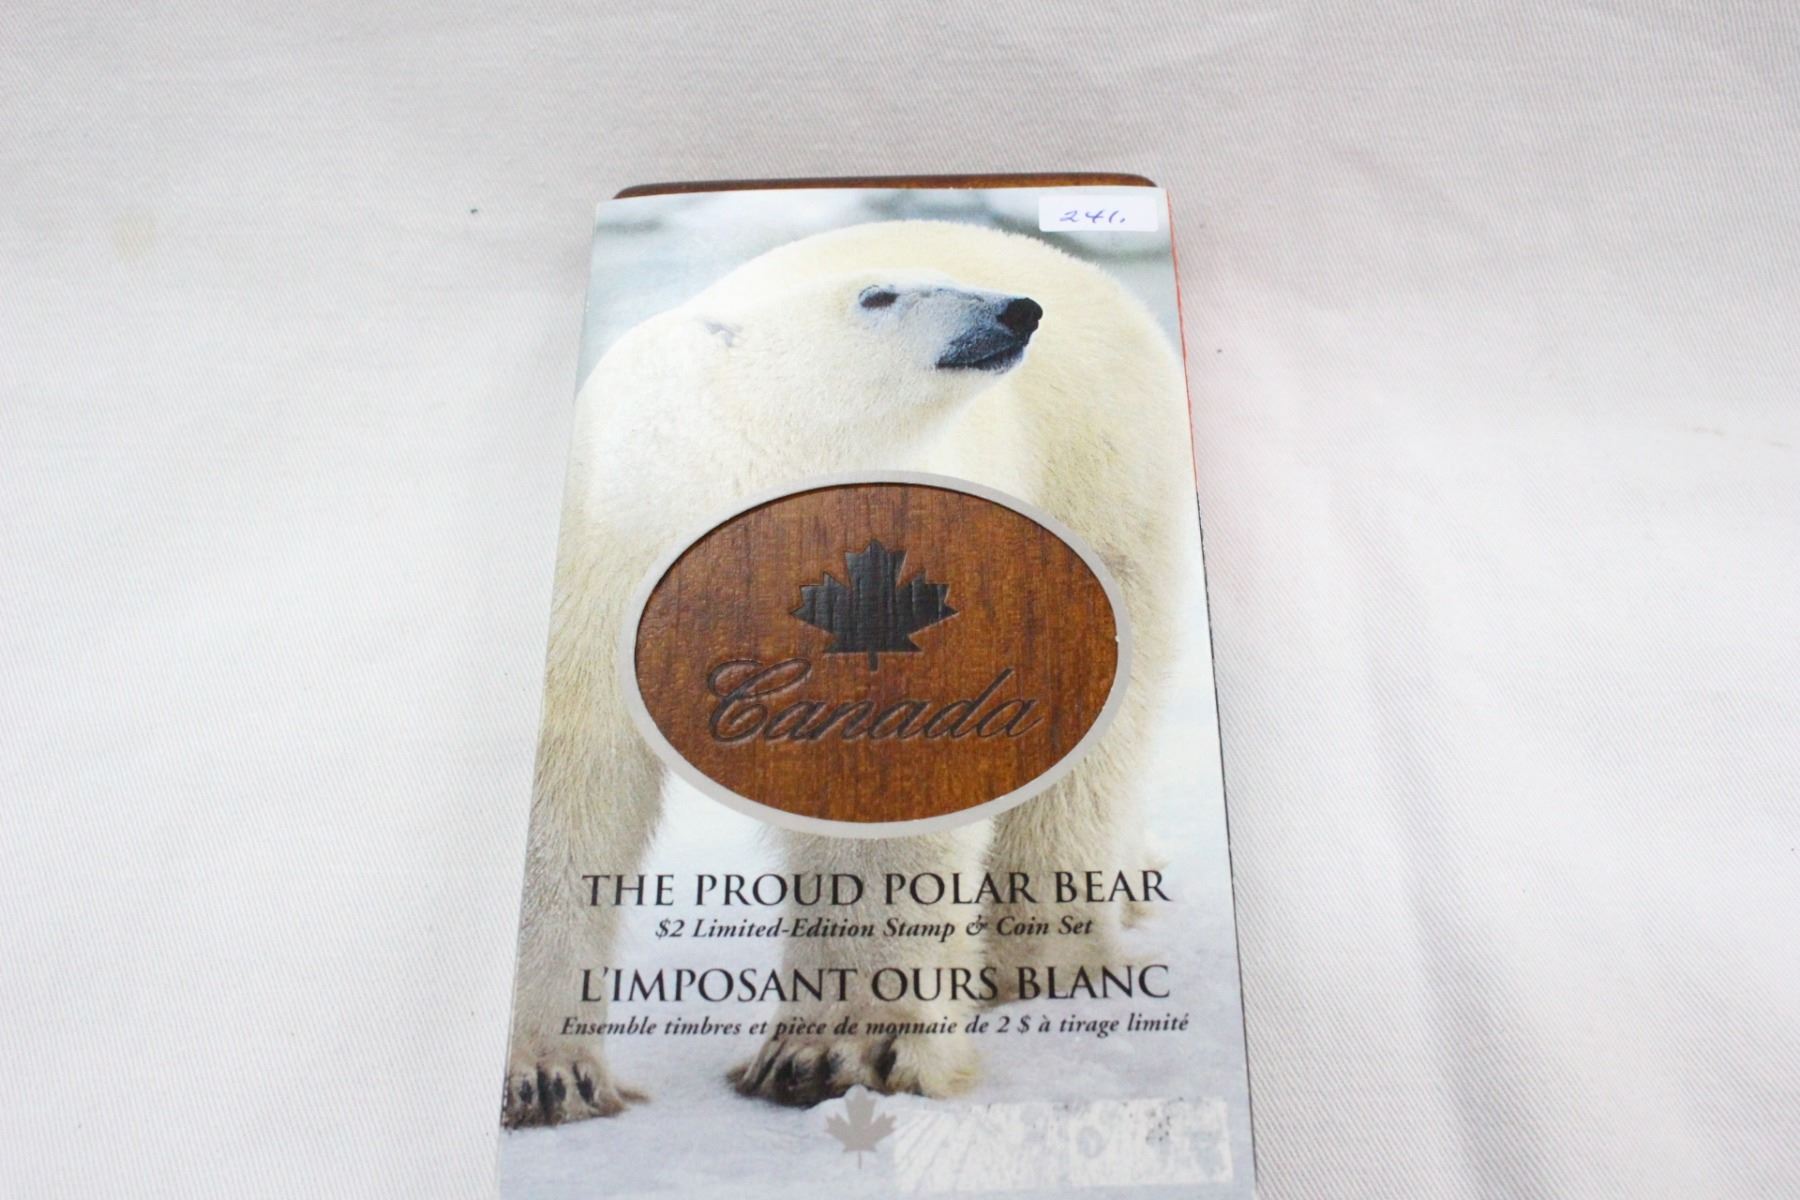 241.
Canada
THE PROUD POLAR BEAR
$2 Limited-Edition Stamp & Coin Set
L'IMPOSANT OURS BLANC
Ensemble timbres et pièce de monnaie de 2 $ à tirage limité